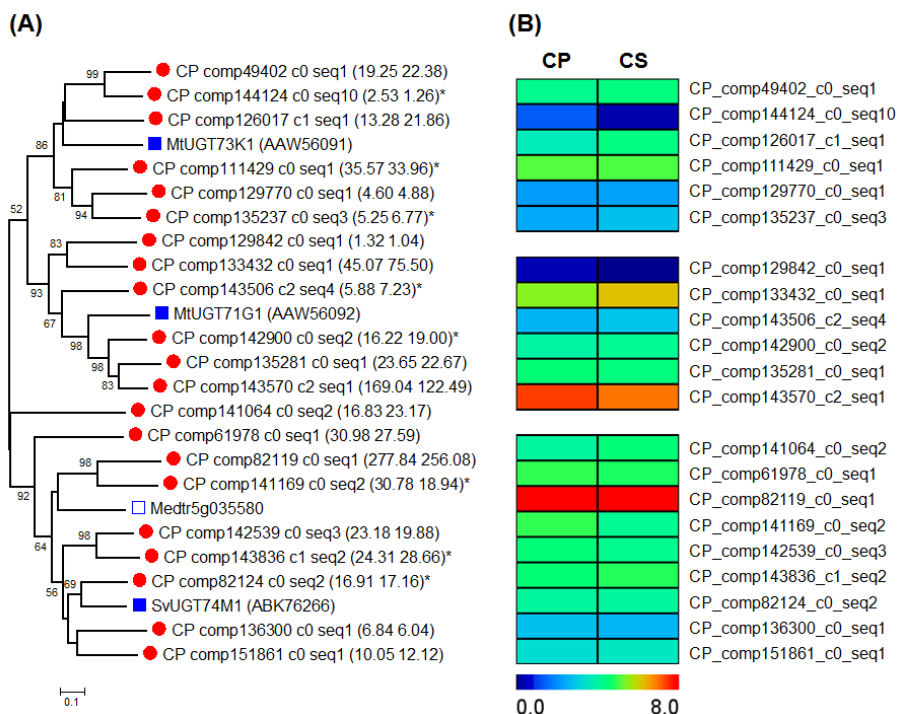 (A)
99
CP comp49402 c0 seq1 (19.25 22.38)
CP comp144124 c0 seq10 (2.53 1.26)*
CP comp126017 c1 seq1 (13.28 21.86)
86
MtUGT73K1 (AAW56091)
CP comp111429 c0 seq1 (35.57 33.96)*
81
CP comp129770 c0 seq1 (4.60 4.88)
94
CP comp135237 c0 seq3 (5.25 6.77)*
52
83
CP comp129842 c0 seq1 (1.32 1.04)
CP comp133432 c0 seq1 (45.07 75.50)
93
CP comp143506 c2 seq4 (5.88 7.23)*
67
MtUGT71G1 (AAW56092)
98
CP comp142900 c0 seq2 (16.22 19.00)*
98
CP comp135281 c0 seq1 (23.65 22.67)
83
CP comp143570 c2 seq1 (169.04 122.49)
CP comp141064 c0 seq2 (16.83 23.17)
CP comp61978 c0 seq1 (30.98 27.59)
98
CP comp82119 c0 seq1 (277.84 256.08)
92
CP comp141169 c0 seq2 (30.78 18.94)*
Medtr5g035580
64
98
CP comp142539 c0 seq3 (23.18 19.88)
CP comp143836 c1 seq2 (24.31 28.66)*
56
69
CP comp82124 c0 seq2 (16.91 17.16)*
SvUGT74M1 (ABK76266)
CP comp136300 c0 seq1 (6.84 6.04)
CP comp151861 c0 seq1 (10.05 12.12)
0.1
(B)
CP CS
CP_comp49402_c0_seq1
CP_comp144124_c0_seq10
CP_comp126017_c1_seq1
CP_comp111429_c0_seq1
CP_comp129770_c0_seq1
CP_comp135237_c0_seq3
CP_comp129842_c0_seq1
CP_comp133432_c0_seq1
CP_comp143506_c2_seq4
CP_comp142900_c0_seq2
CP_comp135281_c0_seq1
CP_comp143570_c2_seq1
CP_comp141064_c0_seq2
CP_comp61978_c0_seq1
CP_comp82119_c0_seq1
CP_comp141169_c0_seq2
CP_comp142539_c0_seq3
CP_comp143836_c1_seq2
CP_comp82124_c0_seq2
CP_comp136300_c0_seq1
CP_comp151861_c0_seq1
0.0 8.0